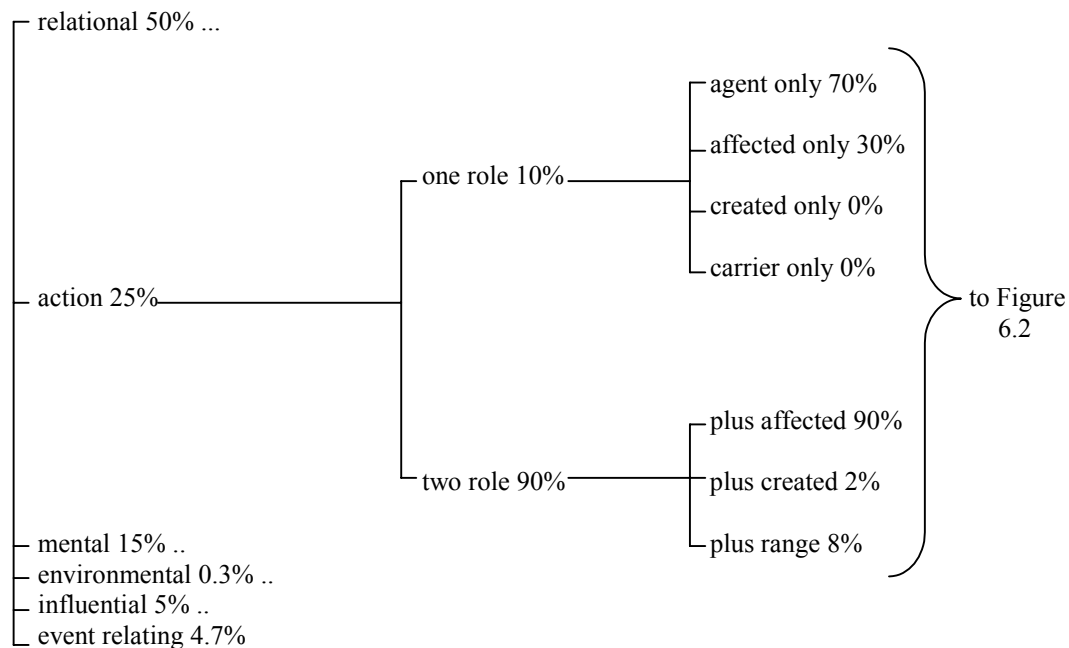 relational 50% ...
agent only 70%
affected only 30%
one role 10%
created only 0%
carrier only 0%
action 25%
to Figure
6.2
plus affected 90%
two role 90%
plus created 2%
plus range 8%
mental 15% ..
environmental 0.3% ..
influential 5% ..
event relating 4.7%